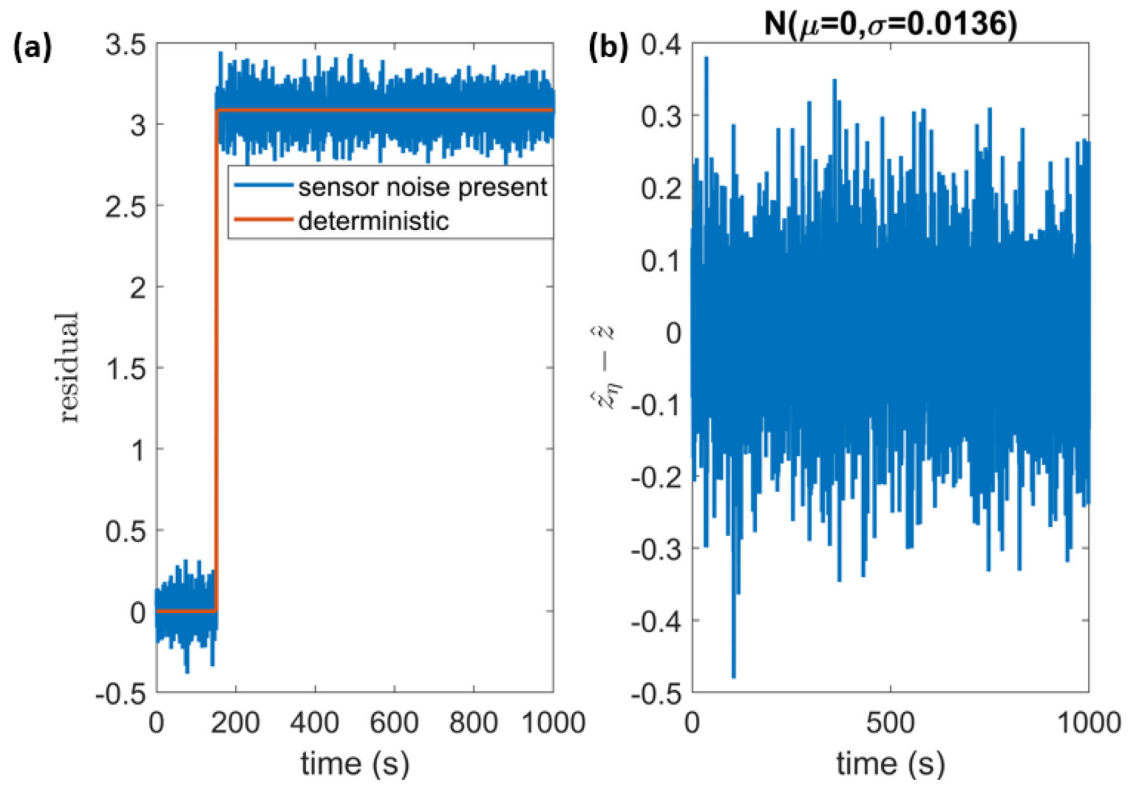 (a)
3.5
3
2.5
2
1.5
1
0.5
0
-0.5
residual
sensor noise present
deterministic
0 200 400 600 800 1000
time (s)
(b)
N(μ=0,σ=0.0136)
0.4
0.3
0.2
0.1
0
-0.1
-0.2
-0.3
-0.4
-0.5
ẑ_η − ẑ
0 500 1000
time (s)